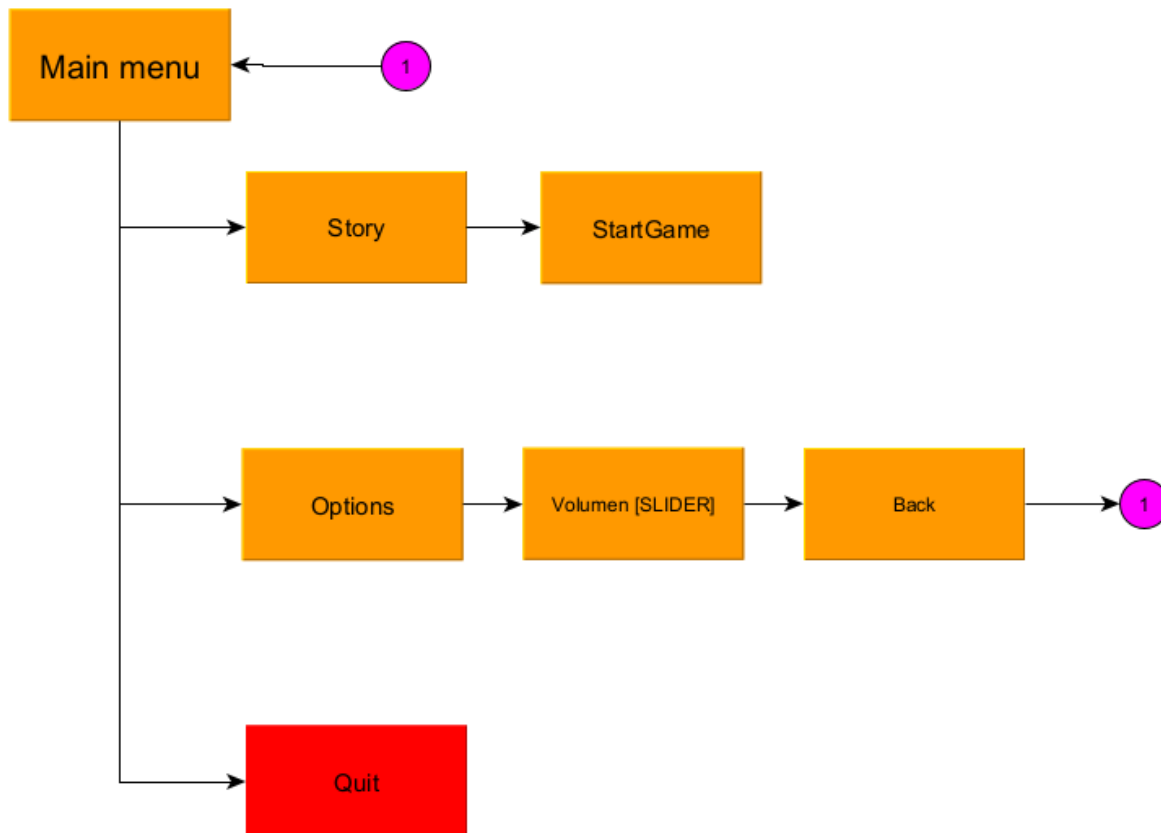 Main menu
1
Story
StartGame
Options
Volumen [SLIDER]
Back
1
Quit